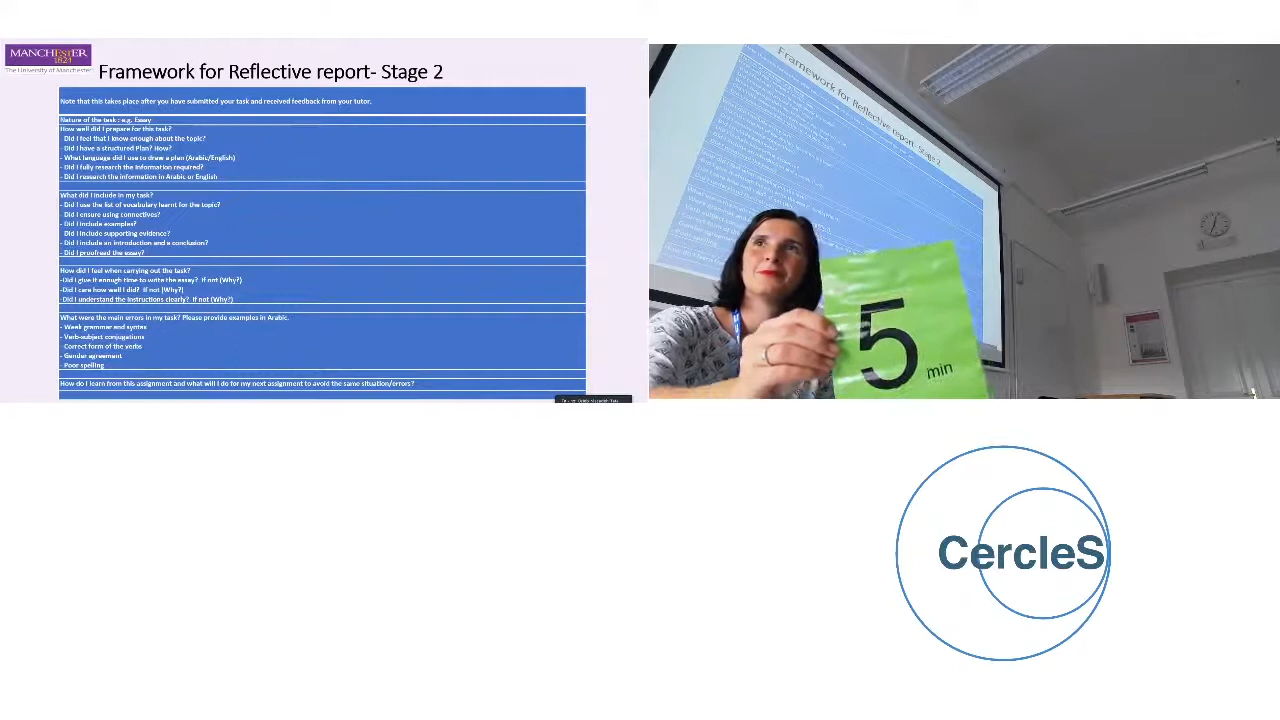 MANCHESTER
1824
The University of Manchester
Framework for Reflective report- Stage 2
Note that this takes place after you have submitted your task and received feedback from your tutor.
Nature of the task : e.g. Essay
How well did I prepare for this task?
- Did I feel that I know enough about the topic?
- Did I have a structured Plan? How?
- What language did I use to draw a plan (Arabic/English)
- Did I fully research the information required?
- Did I research the information in Arabic or English
What did I include in my task?
- Did I use the list of vocabulary learnt for the topic?
- Did I ensure using connectives?
- Did I include examples?
- Did I include supporting evidence?
- Did I include an introduction and a conclusion?
- Did I proofread the essay?
How did I feel when carrying out the task?
-Did I give it enough time to write the essay? If not (Why?)
-Did I care how well I did? If not (Why?)
-Did I understand the instructions clearly? If not (Why?)
What were the main errors in my task? Please provide examples in Arabic.
- Weak grammar and syntax
- Verb-subject conjugations
- Correct form of the verbs
- Gender agreement
- Poor spelling
How do I learn from this assignment and what will I do for my next assignment to avoid the same situation/errors?
Framework for Reflective report- Stage 2
5
min
CercleS